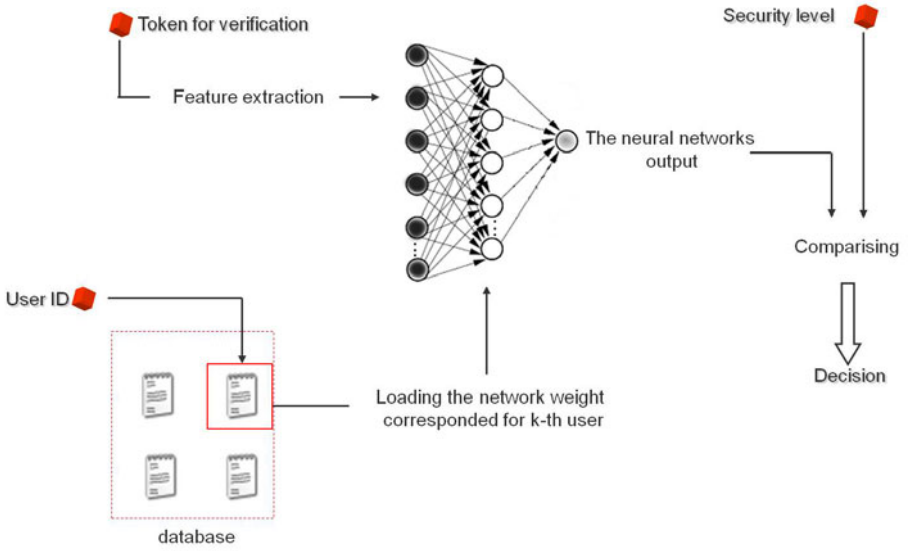 Token for verification
Security level
Feature extraction
The neural networks
output
Comparising
User ID
Decision
Loading the network weight
corresponded for k-th user
database